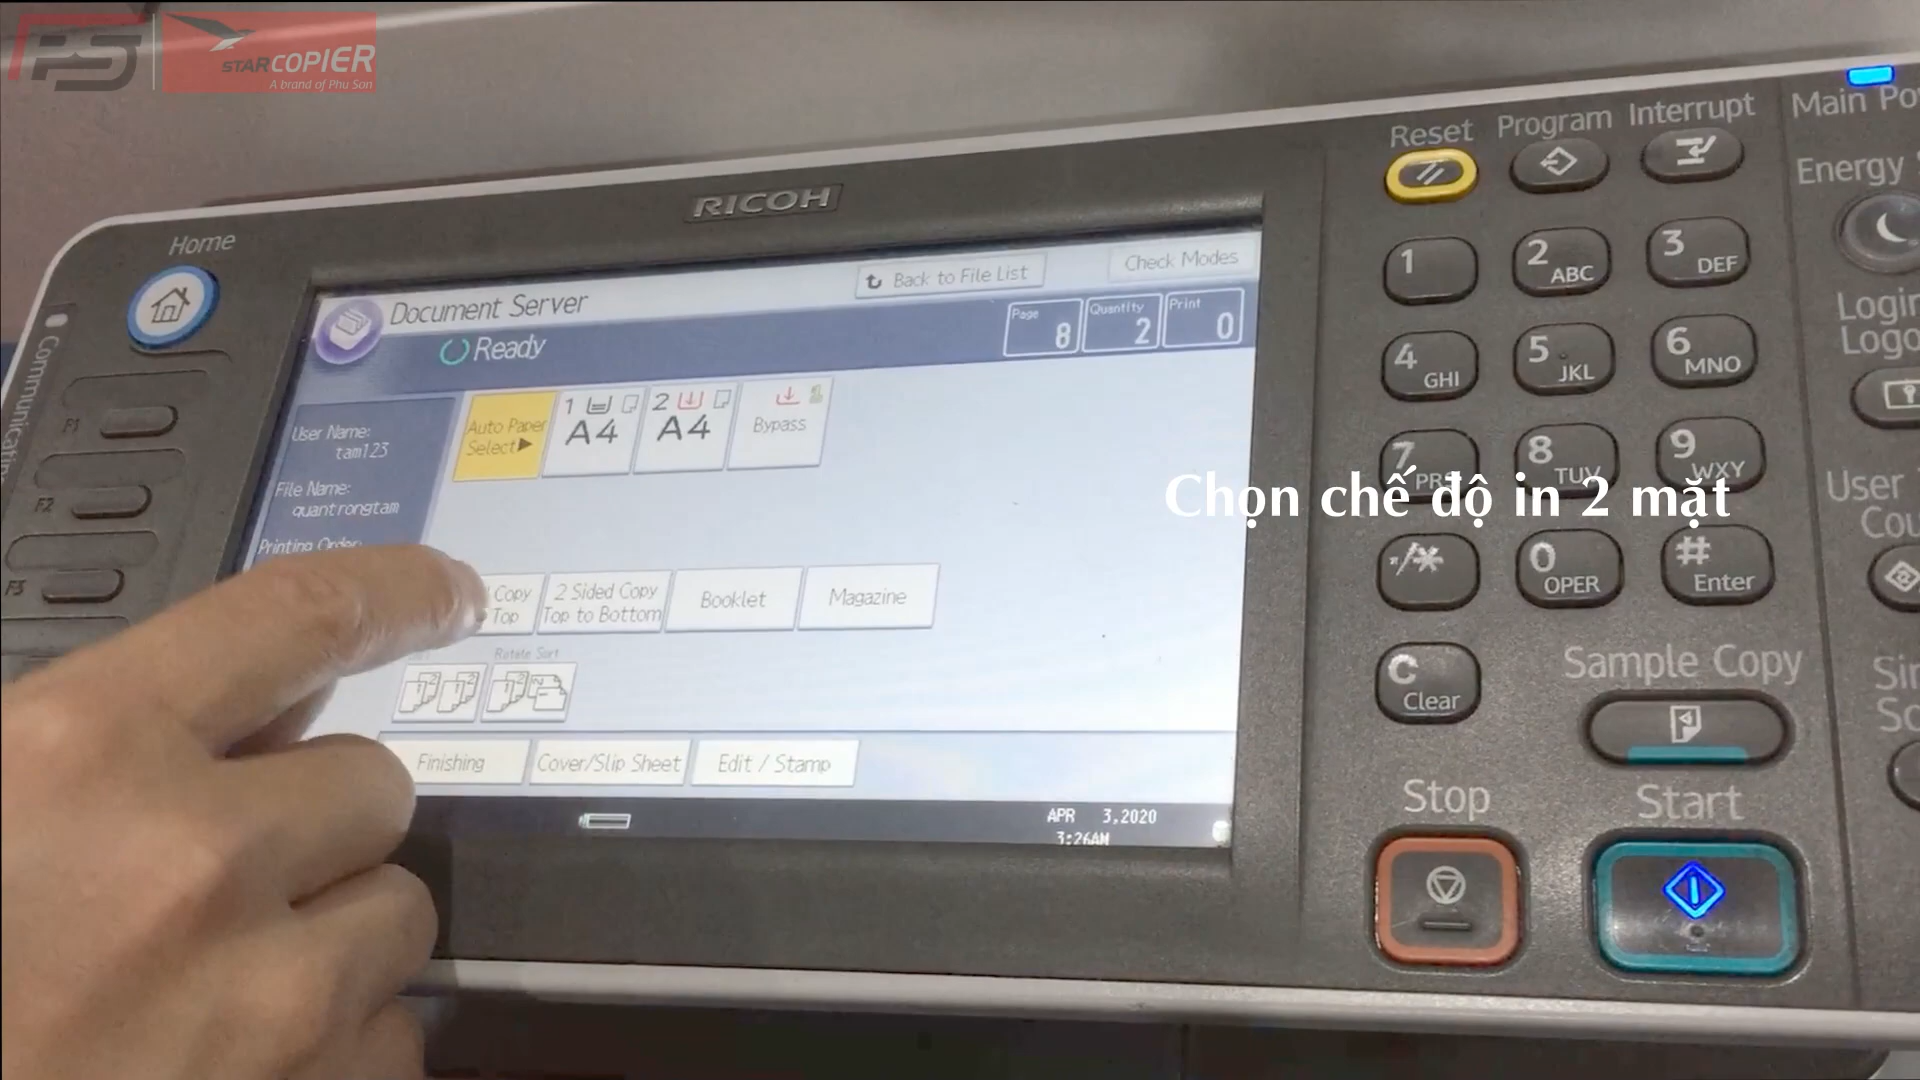 PS
STARCOPIER
A brand of Phu Son
RICOH
Home
Communicati
F1
F2
F3
Document Server
Back to File List
Check Modes
Ready
Page
8
Quantity
2
Print
0
User Name:
tam123
File Name:
quantrongtam
Printing Order:
Auto Paper
Select▶
1
A4
2
A4
Bypass
Copy
Top
2 Sided Copy
Top to Bottom
Booklet
Magazine
Rotate Sort
Finishing
Cover/Slip Sheet
Edit / Stamp
APR 3,2020
3:26AM
Chọn chế độ in 2 mặt
Reset
Program
Interrupt
Main Po
Energy
1
2 ABC
3 DEF
Login
Logo
4 GHI
5 JKL
6 MNO
7 PR
8 TUV
9 WXY
User
Cou
./*
0 OPER
# Enter
C Clear
Sample Copy
Sim
Sc
Stop
Start